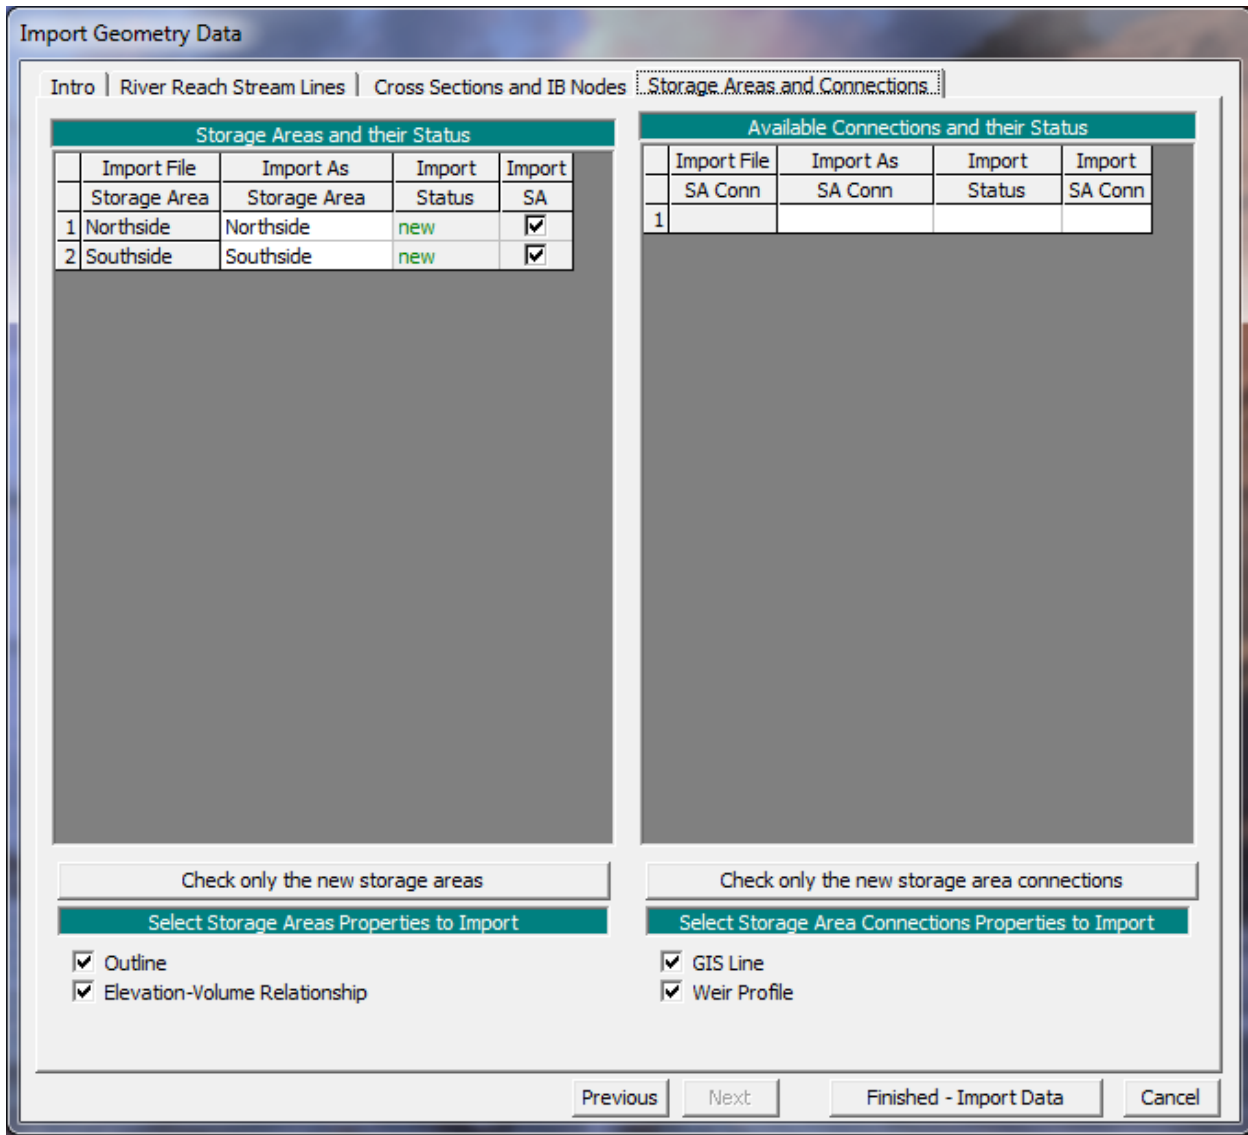 Import Geometry Data
Intro River Reach Stream Lines Cross Sections and IB Nodes Storage Areas and Connections
Storage Areas and their Status
Import File Import As Import Import
Storage Area Storage Area Status SA
1 Northside Northside new
2 Southside Southside new
Check only the new storage areas
Select Storage Areas Properties to Import
Outline
Elevation-Volume Relationship
Available Connections and their Status
Import File Import As Import Import
SA Conn SA Conn Status SA Conn
1
Check only the new storage area connections
Select Storage Area Connections Properties to Import
GIS Line
Weir Profile
Previous Next Finished - Import Data Cancel